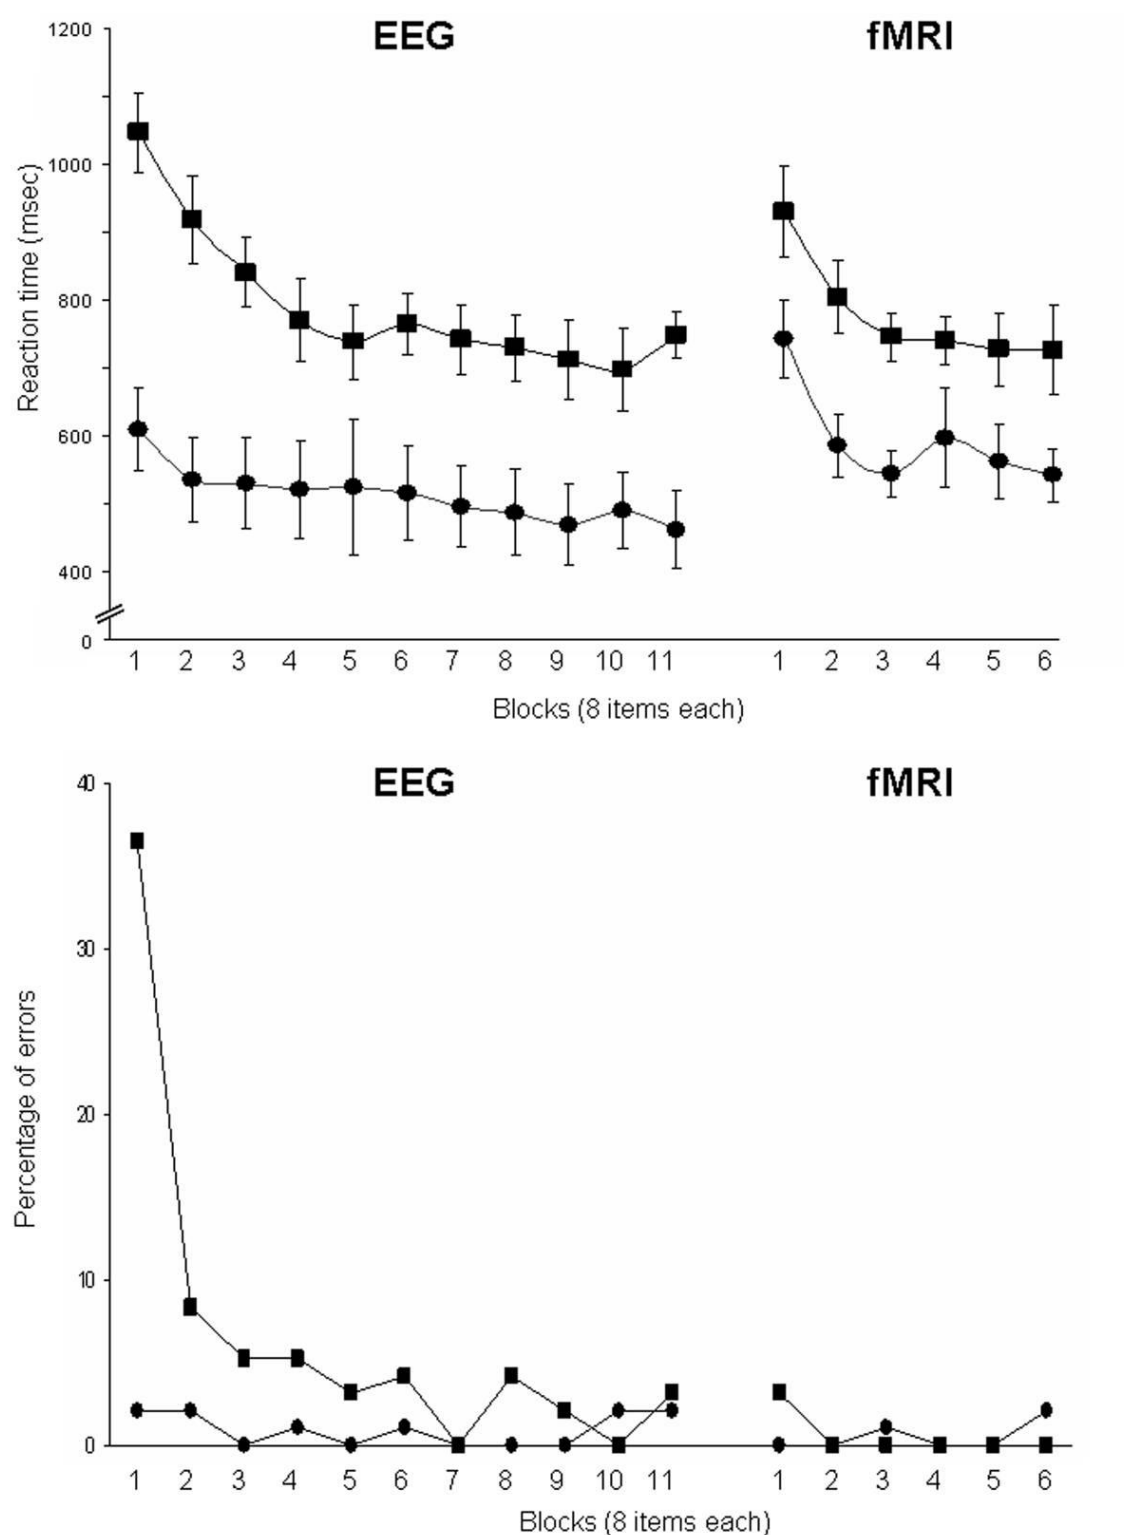 EEG fMRI
1200
1000
800
600
400
0
Reaction time (msec)
1 2 3 4 5 6 7 8 9 10 11 1 2 3 4 5 6
Blocks (8 items each)
EEG fMRI
40
30
20
10
0
Percentage of errors
1 2 3 4 5 6 7 8 9 10 11 1 2 3 4 5 6
Blocks (8 items each)